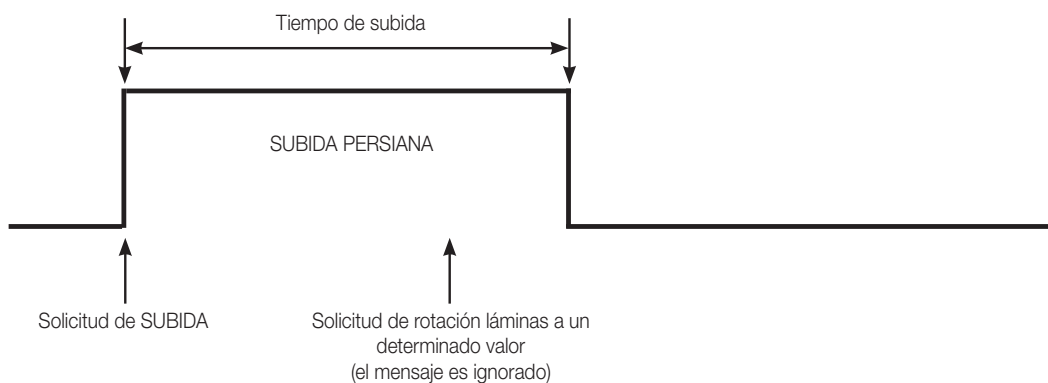 Tiempo de subida
SUBIDA PERSIANA
Solicitud de SUBIDA
Solicitud de rotación láminas a un
determinado valor
(el mensaje es ignorado)